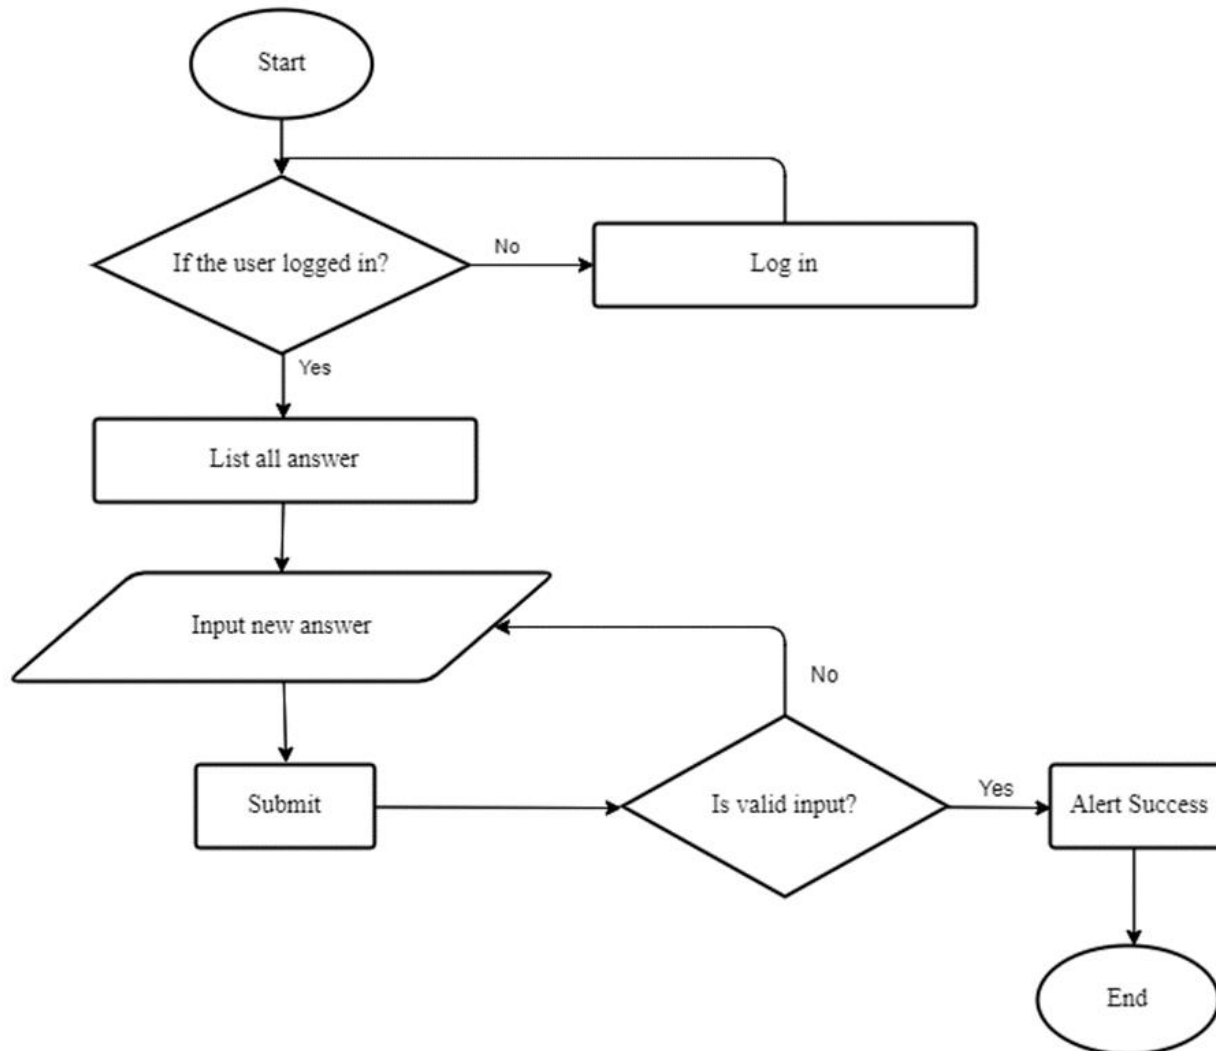 Start
If the user logged in?
No
Log in
Yes
List all answer
Input new answer
No
Submit
Is valid input?
Yes
Alert Success
End